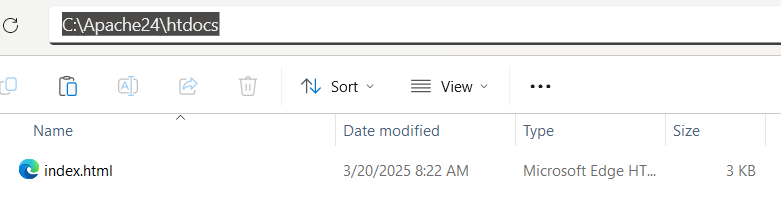 C:\Apache24\htdocs
Sort View
Name Date modified Type Size
index.html 3/20/2025 8:22 AM Microsoft Edge HT... 3 KB